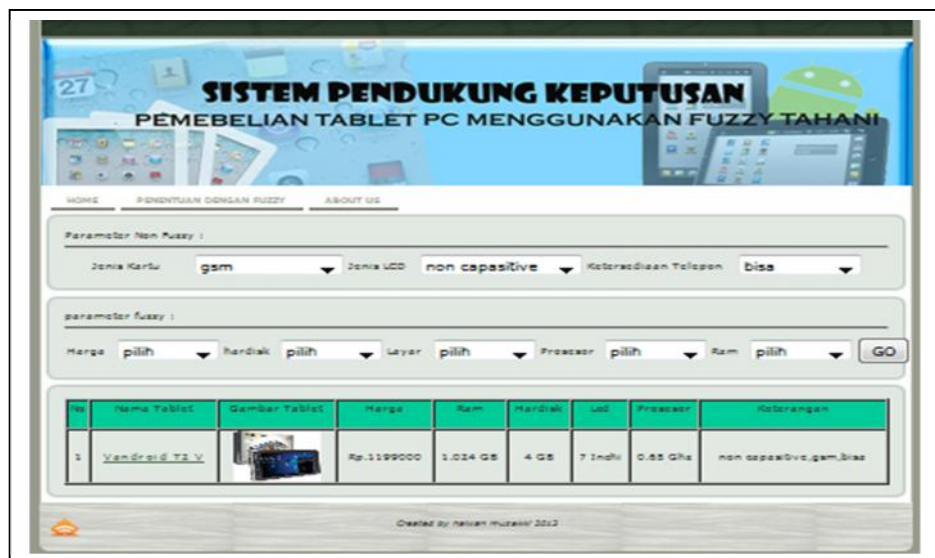 27
SISTEM PENDUKUNG KEPUTUSAN
PEMEBELIAN TABLET PC MENGGUNAKAN FUZZY TAHANI
HOME PENENTUAN DENGAN FUZZY ABOUT US
Parameter Non Fuzzy :
Jenis Kartu gsm Jenis LCD non capasitive Ketersediaan Telepon bisa
parameter fuzzy :
Harga pilih hardisk pilih Layar pilih Prosesor pilih Ram pilih GO
No Nama Tablet Gambar Tablet Harga Ram Hardisk Lcd Prosesor Keterangan
1 Vandroid T2 V Rp.1199000 1.024 GB 4 GB 7 Inchi 0.65 Ghz non capasitive,gsm,bisa
Created by 2012